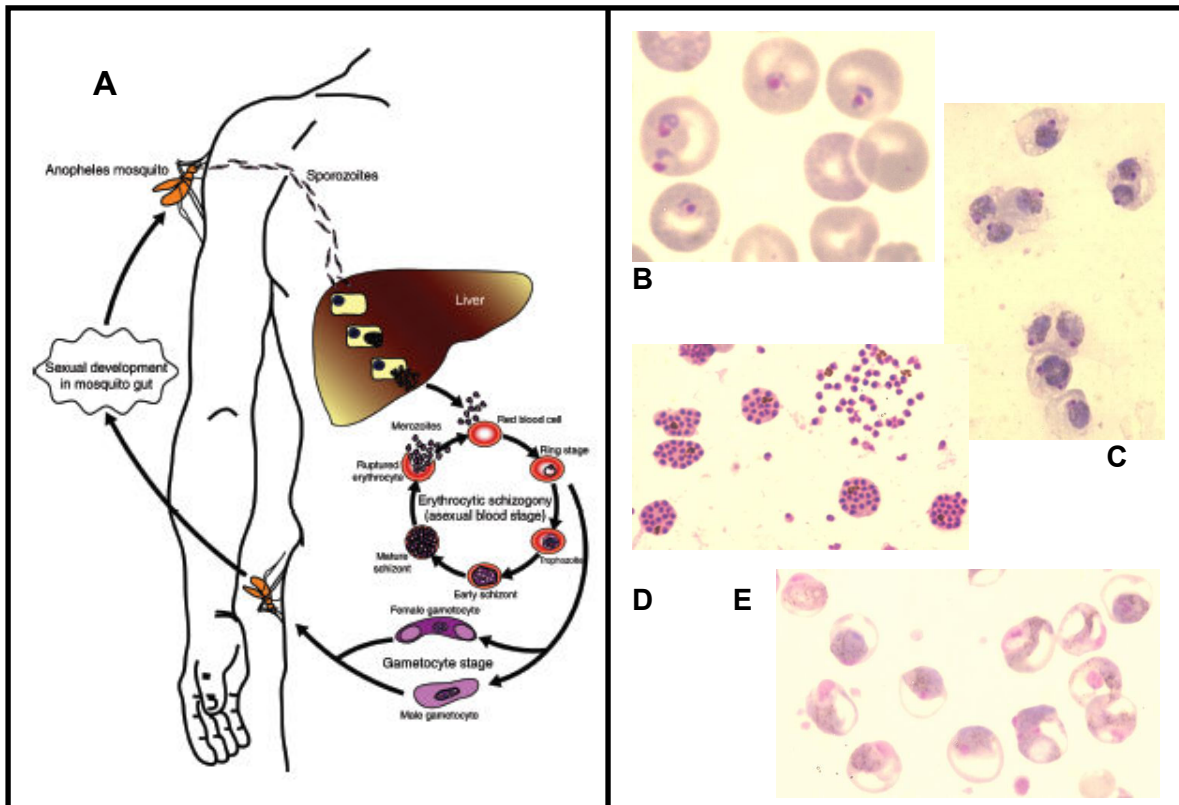 A
Anopheles mosquito
Sporozoites
Liver
Sexual development
in mosquito gut
Merozoites
Red blood cell
Ring stage
Ruptured
erythrocyte
Erythrocytic schizogony
(asexual blood stage)
Trophozoite
Mature
schizont
Early schizont
Female gametocyte
Gametocyte stage
Male gametocyte
B
C
D
E